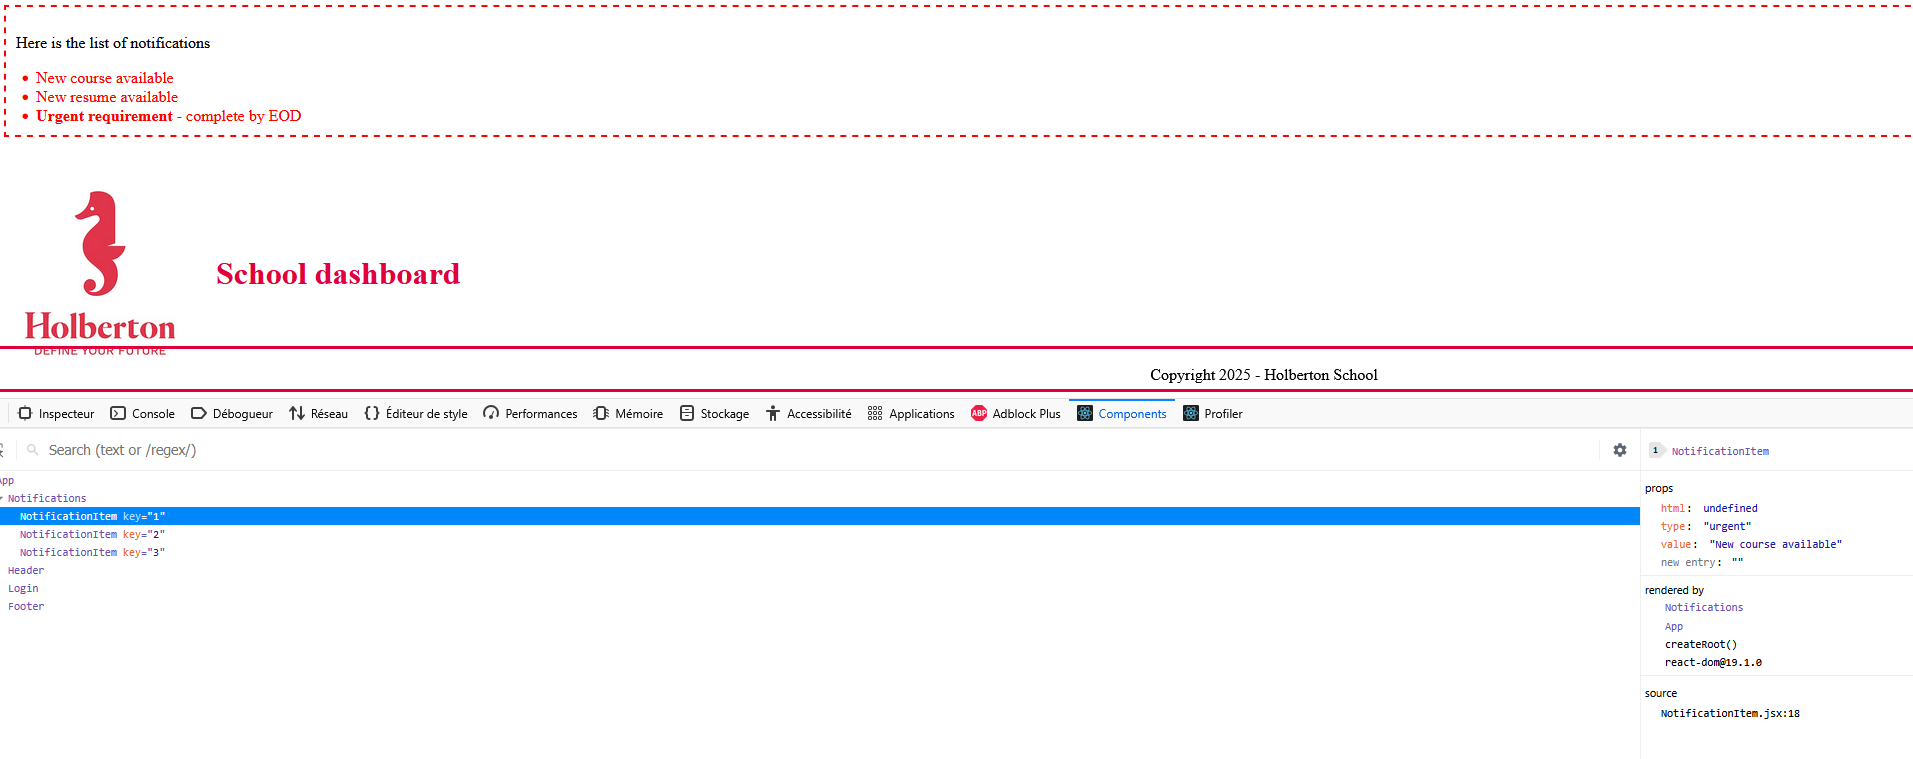 Here is the list of notifications
New course available
New resume available
Urgent requirement - complete by EOD
Holberton
DEFINE YOUR FUTURE
School dashboard
Copyright 2025 - Holberton School
Inspecteur Console Débogueur Réseau Éditeur de style Performances Mémoire Stockage Accessibilité Applications ABP Adblock Plus Components Profiler
Search (text or /regex/)
App
Notifications
NotificationItem key="1"
NotificationItem key="2"
NotificationItem key="3"
Header
Login
Footer
1 NotificationItem
props
html: undefined
type: "urgent"
value: "New course available"
new entry: ""
rendered by
Notifications
App
createRoot()
react-dom@19.1.0
source
NotificationItem.jsx:18